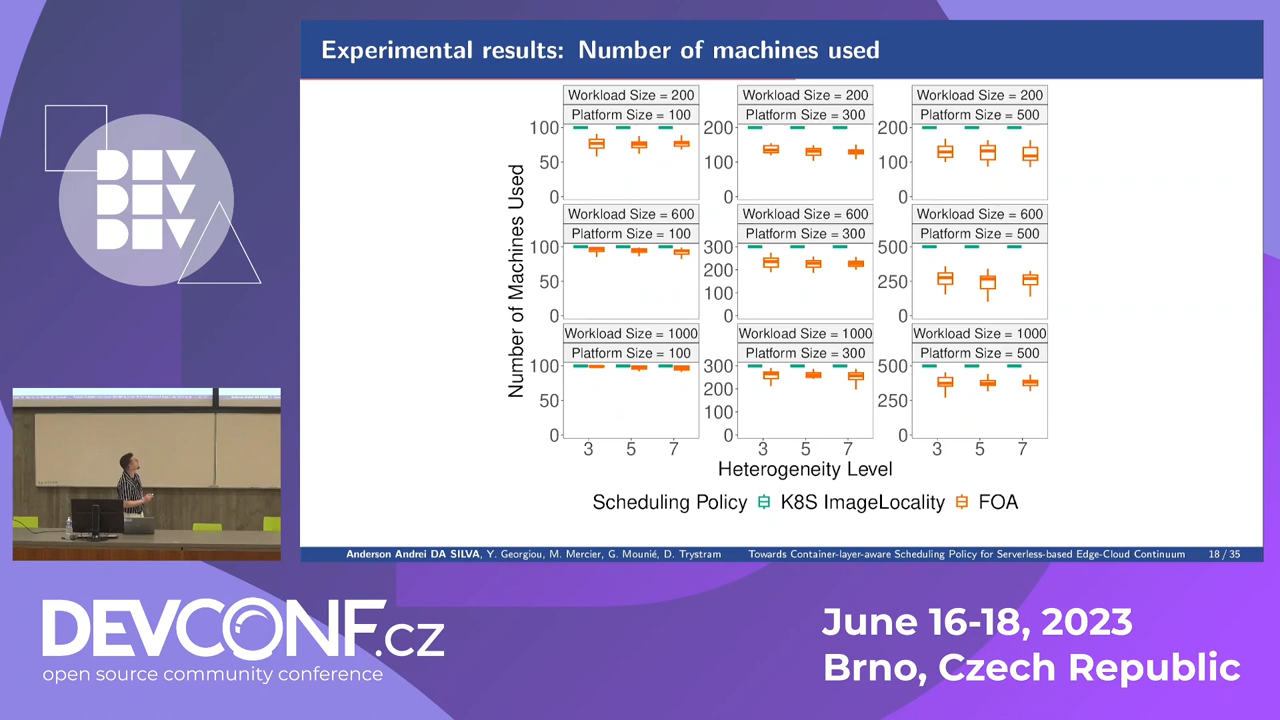 Experimental results: Number of machines used
Workload Size = 200
Platform Size = 100
Workload Size = 200
Platform Size = 300
Workload Size = 200
Platform Size = 500
100
50
0
200
100
0
200
100
0
Workload Size = 600
Platform Size = 100
Workload Size = 600
Platform Size = 300
Workload Size = 600
Platform Size = 500
100
50
0
300
200
100
0
500
250
0
Workload Size = 1000
Platform Size = 100
Workload Size = 1000
Platform Size = 300
Workload Size = 1000
Platform Size = 500
100
50
0
300
200
100
0
500
250
0
Number of Machines Used
3 5 7
3 5 7
3 5 7
Heterogeneity Level
Scheduling Policy K8S ImageLocality FOA
Anderson Andrei DA SILVA, Y. Georgiou, M. Mercier, G. Mounié, D. Trystram
Towards Container-layer-aware Scheduling Policy for Serverless-based Edge-Cloud Continuum
18 / 35
DEV
DEV
DEV
DEVCONF.cz
open source community conference
June 16-18, 2023
Brno, Czech Republic